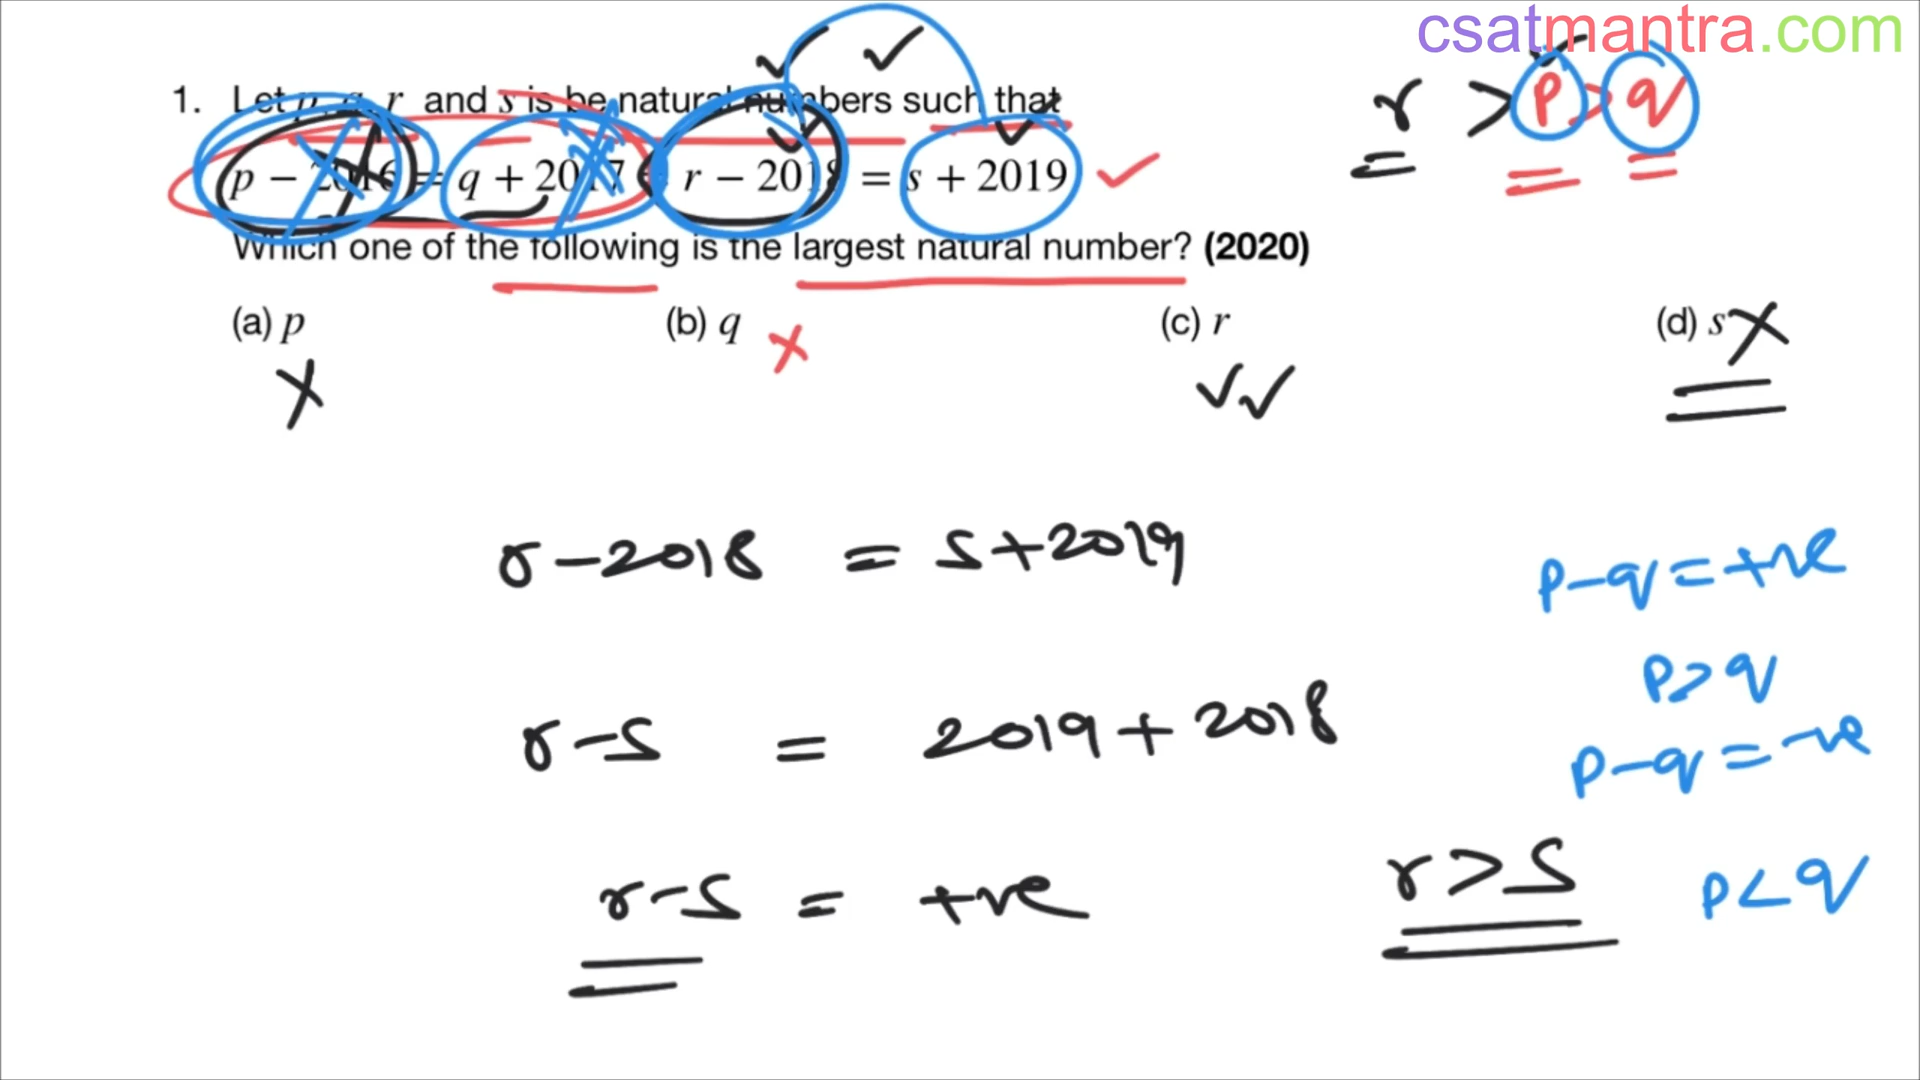 csatmantra.com
1. Let p, q, r and s is be natural numbers such that
r > p > q
p − 2016 = q + 2017 = r − 2018 = s + 2019
Which one of the following is the largest natural number? (2020)
(a) p (b) q (c) r (d) s
r-2018 = s+2019
p-q=+ve
p>q
r-s = 2019+2018
p-q=-ve
r-s = +ve
r>s
p<q